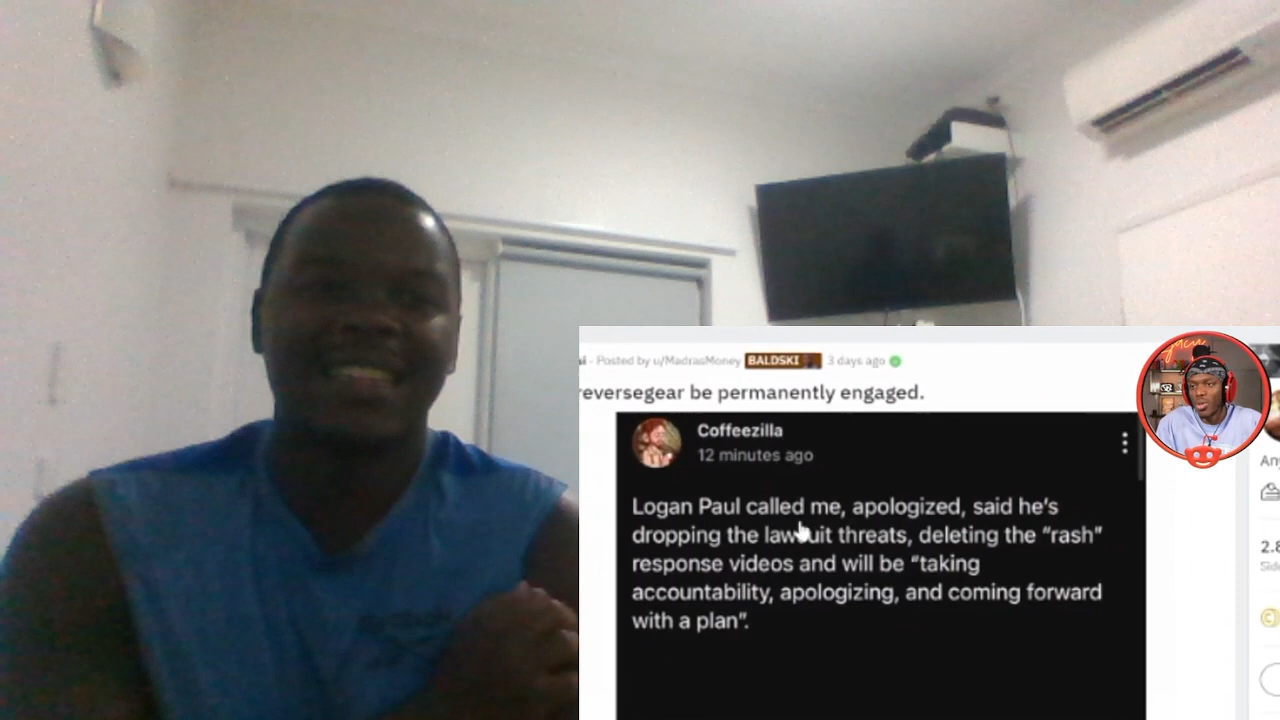 - Posted by u/MadrasMoney BALDSKI 3 days ago
reversegear be permanently engaged.
Coffeezilla
12 minutes ago
Logan Paul called me, apologized, said he's
dropping the lawsuit threats, deleting the “rash”
response videos and will be “taking
accountability, apologizing, and coming forward
with a plan”.